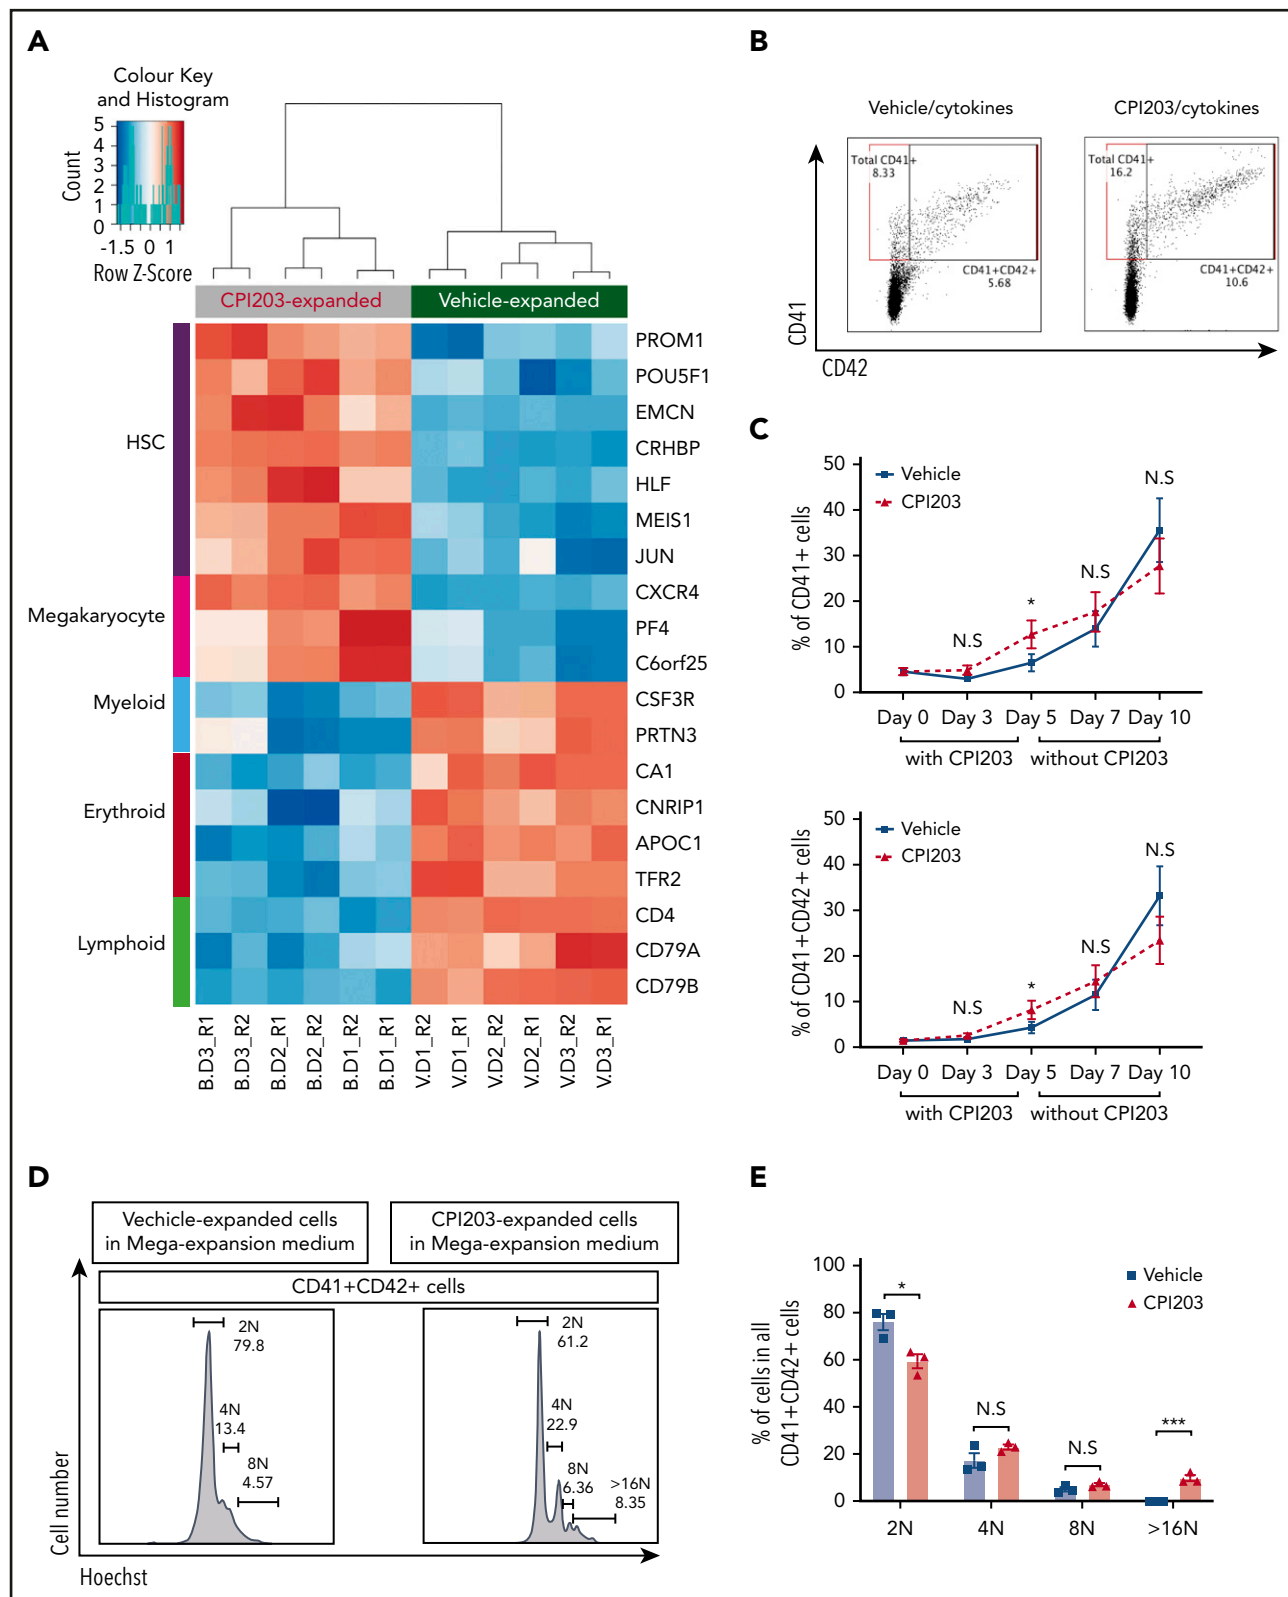 A
Colour Key
and Histogram
Count
5
4
3
2
1
0
-1.5 0 1
Row Z-Score
CPI203-expanded
Vehicle-expanded
HSC
Megakaryocyte
Myeloid
Erythroid
Lymphoid
PROM1
POU5F1
EMCN
CRHBP
HLF
MEIS1
JUN
CXCR4
PF4
C6orf25
CSF3R
PRTN3
CA1
CNRIP1
APOC1
TFR2
CD4
CD79A
CD79B
B.D3_R1
B.D3_R2
B.D2_R1
B.D2_R2
B.D1_R2
B.D1_R1
V.D1_R2
V.D1_R1
V.D2_R2
V.D2_R1
V.D3_R2
V.D3_R1
B
Vehicle/cytokines
CPI203/cytokines
Total CD41+
8.33
CD41+CD42+
5.68
Total CD41+
16.2
CD41+CD42+
10.6
CD41
CD42
C
% of CD41+ cells
50
40
30
20
10
0
Vehicle
CPI203
N.S
*
N.S
N.S
Day 0 Day 3 Day 5 Day 7 Day 10
with CPI203 without CPI203
% of CD41+CD42+ cells
50
40
30
20
10
0
Vehicle
CPI203
N.S
*
N.S
N.S
Day 0 Day 3 Day 5 Day 7 Day 10
with CPI203 without CPI203
D
Vechicle-expanded cells
in Mega-expansion medium
CPI203-expanded cells
in Mega-expansion medium
CD41+CD42+ cells
2N
79.8
4N
13.4
8N
4.57
2N
61.2
4N
22.9
8N
6.36
>16N
8.35
Cell number
Hoechst
E
% of cells in all
CD41+CD42+ cells
100
80
60
40
20
0
Vehicle
CPI203
*
N.S
N.S
***
2N 4N 8N >16N